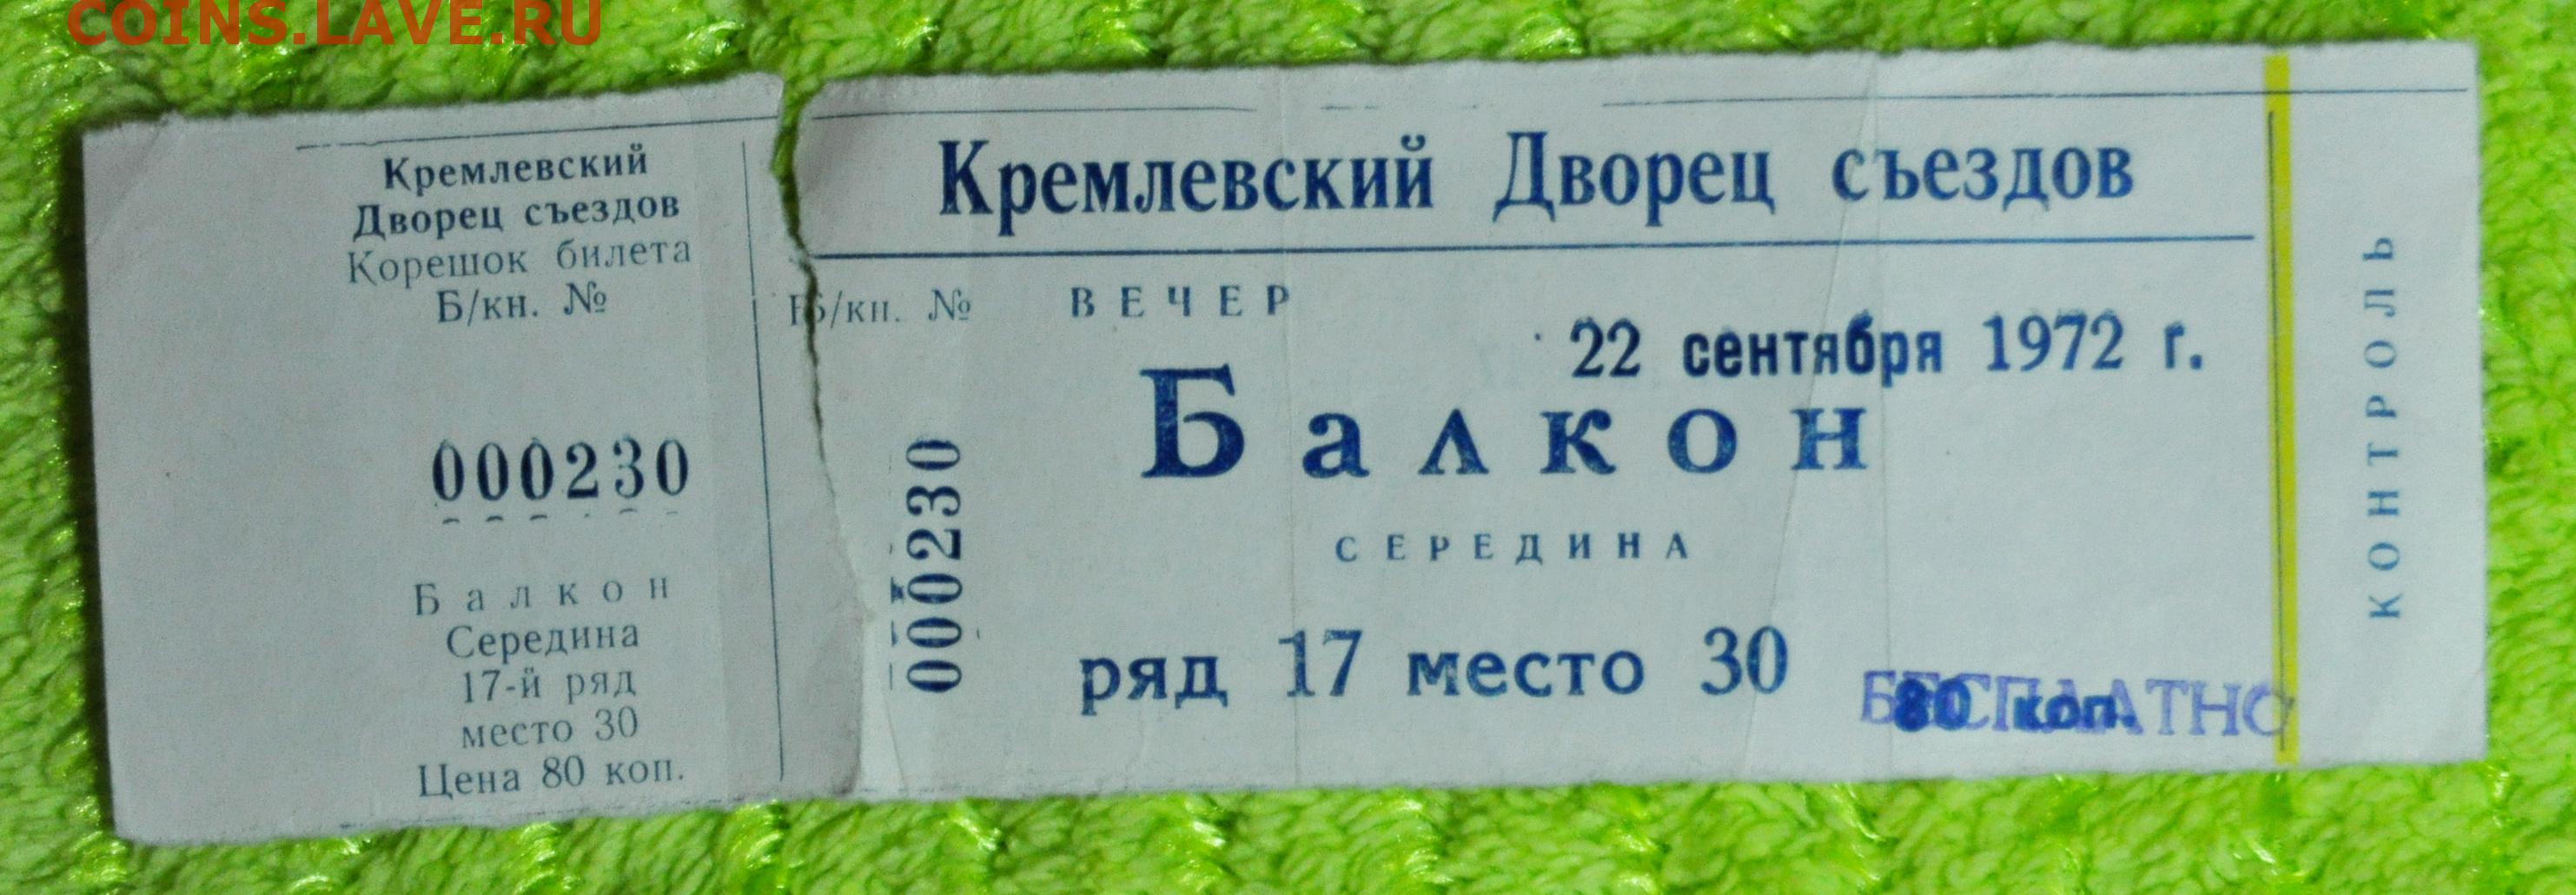 COINS.LAVE.RU
Кремлевский
Дворец съездов
Корешок билета
Б/кн. №
000230
Балкон
Середина
17-й ряд
место 30
Цена 80 коп.
Кремлевский Дворец съездов
Б/кн. № ВЕЧЕР
22 сентября 1972 г.
000230
Балкон
СЕРЕДИНА
ряд 17 место 30
80 коп.
БЕСПЛАТНО
КОНТРОЛЬ